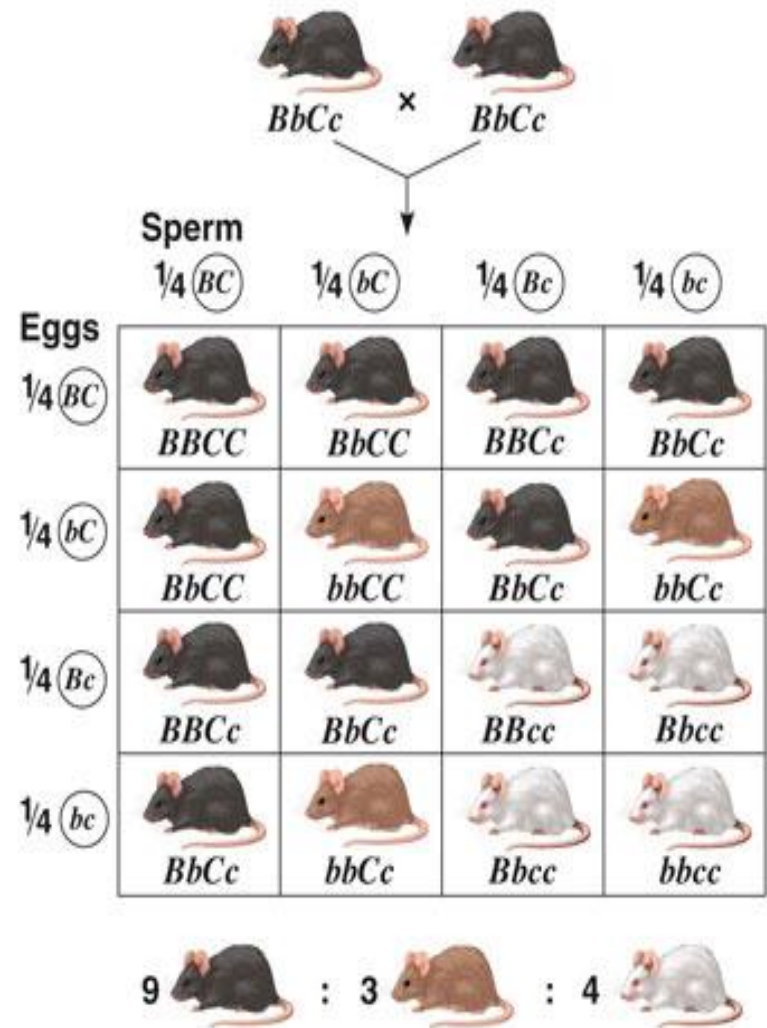 BbCc × BbCc
Sperm
1/4 BC 1/4 bC 1/4 Bc 1/4 bc
Eggs
1/4 BC
BBCC BbCC BBCc BbCc
1/4 bC
BbCC bbCC BbCc bbCc
1/4 Bc
BBCc BbCc BBcc Bbcc
1/4 bc
BbCc bbCc Bbcc bbcc
9 : 3 : 4